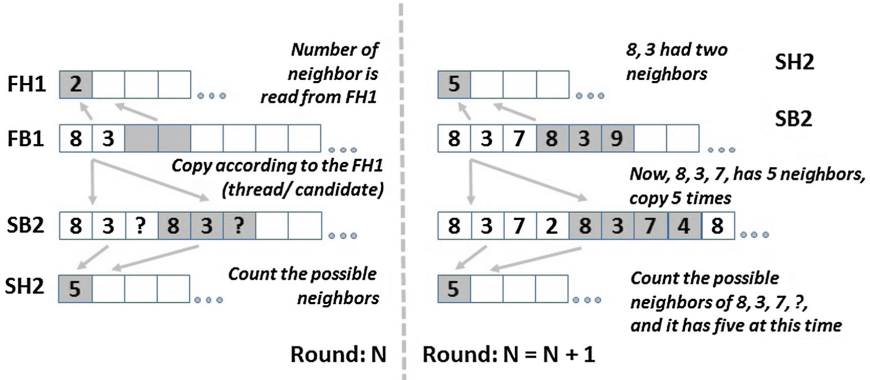 Number of
neighbor is
read from FH1
FH1 2
FB1 8 3
Copy according to the FH1
(thread/ candidate)
SB2 8 3 ? 8 3 ?
SH2 5
Count the possible
neighbors
Round: N
8, 3 had two
neighbors
SH2
5
SB2
8 3 7 8 3 9
Now, 8, 3, 7, has 5 neighbors,
copy 5 times
8 3 7 2 8 3 7 4 8
5
Count the possible
neighbors of 8, 3, 7, ?,
and it has five at this time
Round: N = N + 1